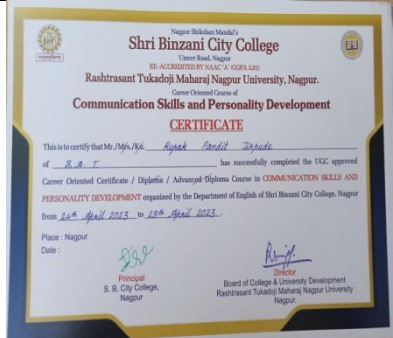 Nagpur Shikshan Mandal's
Shri Binzani City College
Umrer Road, Nagpur
RE-ACCREDITED BY NAAC 'A' (CGPA 3.01)
Rashtrasant Tukadoji Maharaj Nagpur University, Nagpur.
Career Oriented Course of
Communication Skills and Personality Development
CERTIFICATE
This is to certify that Mr./Mrs./Ku. Rupak Pandit
of B.A. I has successfully completed the UGC approved
Career Oriented Certificate / Diploma / Advanced Diploma Course in COMMUNICATION SKILLS AND
PERSONALITY DEVELOPMENT organized by the Department of English of Shri Binzani City College, Nagpur
from 24th April 2023 to 29th April 2023.
Place : Nagpur
Date :
Principal
S. B. City College,
Nagpur
Director
Board of College & University Development
Rashtrasant Tukadoji Maharaj Nagpur University
Nagpur.